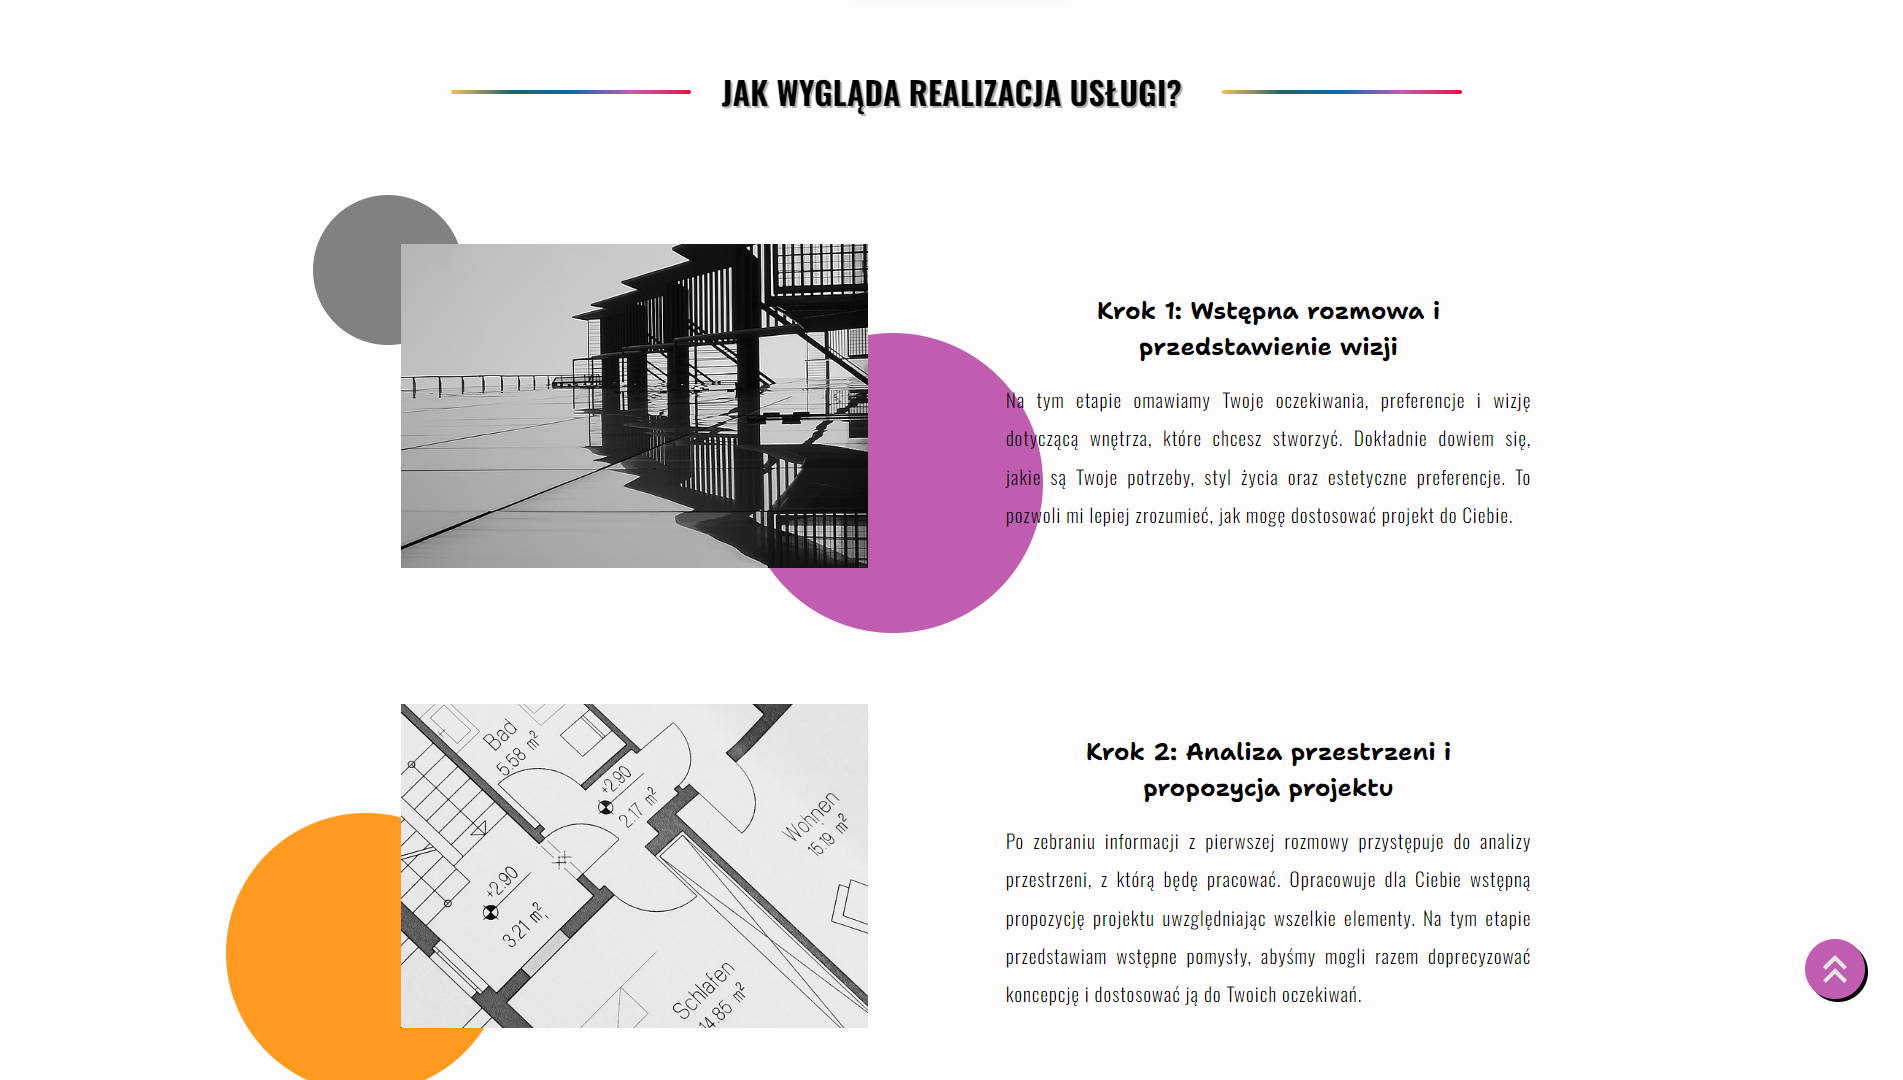 JAK WYGLĄDA REALIZACJA USŁUGI?
Krok 1: Wstępna rozmowa i
przedstawienie wizji
Na tym etapie omawiamy Twoje oczekiwania, preferencje i wizję
dotyczącą wnętrza, które chcesz stworzyć. Dokładnie dowiem się,
jakie są Twoje potrzeby, styl życia oraz estetyczne preferencje. To
pozwoli mi lepiej zrozumieć, jak mogę dostosować projekt do Ciebie.
Bad
5.58 m²
+2.90
2.17 m²
Wohnen
15.19 m²
+2.90
3.21 m²
Schlafen
14.85 m²
Krok 2: Analiza przestrzeni i
propozycja projektu
Po zebraniu informacji z pierwszej rozmowy przystępuje do analizy
przestrzeni, z którą będę pracować. Opracowuje dla Ciebie wstępną
propozycję projektu uwzględniając wszelkie elementy. Na tym etapie
przedstawiam wstępne pomysły, abyśmy mogli razem doprecyzować
koncepcję i dostosować ją do Twoich oczekiwań.